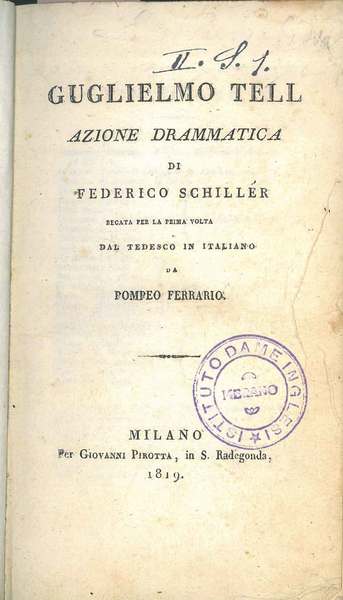 II. S. 1.
GUGLIELMO TELL
AZIONE DRAMMATICA
DI
FEDERICO SCHILLÉR
RECATA PER LA PRIMA VOLTA
DAL TEDESCO IN ITALIANO
DA
POMPEO FERRARIO.
ISTITUTO DAME INGLESI
MERANO
MILANO
Per GIOVANNI PIROTTA, in S. Radegonda,
1819.